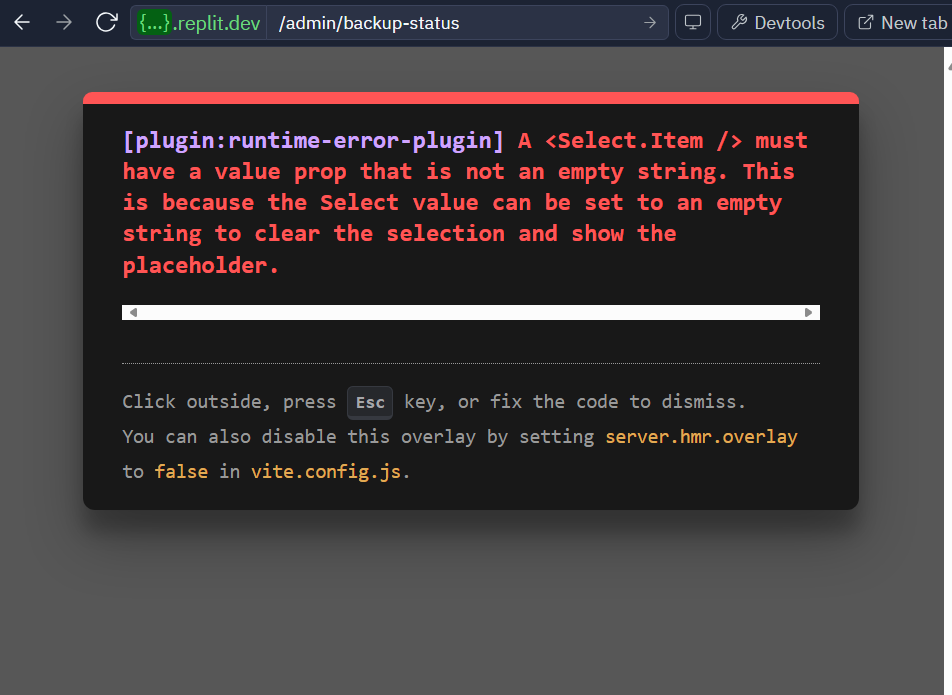 {...}.replit.dev /admin/backup-status Devtools New tab
[plugin:runtime-error-plugin] A <Select.Item /> must
have a value prop that is not an empty string. This
is because the Select value can be set to an empty
string to clear the selection and show the
placeholder.
Click outside, press Esc key, or fix the code to dismiss.
You can also disable this overlay by setting server.hmr.overlay
to false in vite.config.js.